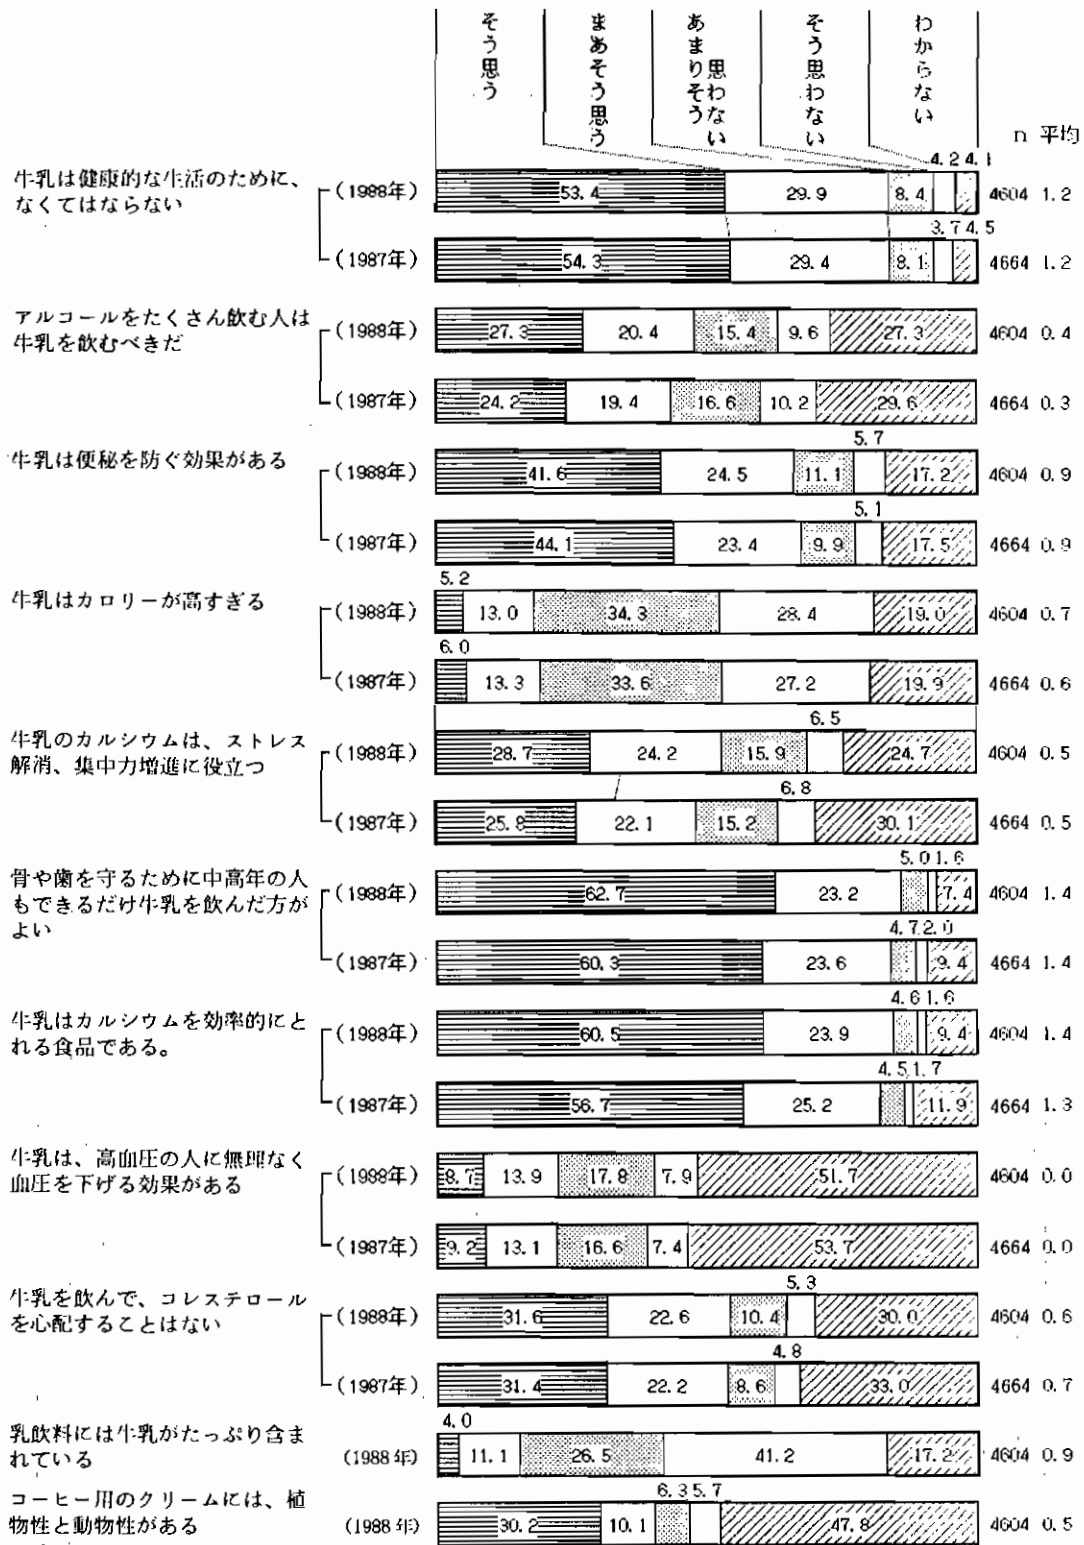 そう思う
まあそう思う
あまりそう
思わない
そう思わない
わからない
n 平均
4.2 4.1
牛乳は健康的な生活のために、
なくてはならない
(1988年) 53.4 29.9 8.4 4604 1.2
3.7 4.5
(1987年) 54.3 29.4 8.1 4664 1.2
アルコールをたくさん飲む人は
牛乳を飲むべきだ
(1988年) 27.3 20.4 15.4 9.6 27.3 4604 0.4
(1987年) 24.2 19.4 16.6 10.2 29.6 4664 0.3
5.7
牛乳は便秘を防ぐ効果がある
(1988年) 41.6 24.5 11.1 17.2 4604 0.9
5.1
(1987年) 44.1 23.4 9.9 17.5 4664 0.9
5.2
牛乳はカロリーが高すぎる
(1988年) 13.0 34.3 28.4 19.0 4604 0.7
6.0
(1987年) 13.3 33.6 27.2 19.9 4664 0.6
6.5
牛乳のカルシウムは、ストレス
解消、集中力増進に役立つ
(1988年) 28.7 24.2 15.9 24.7 4604 0.5
6.8
(1987年) 25.8 22.1 15.2 30.1 4664 0.5
5.0 1.6
骨や歯を守るために中高年の人
もできるだけ牛乳を飲んだ方が
よい
(1988年) 62.7 23.2 7.4 4604 1.4
4.7 2.0
(1987年) 60.3 23.6 9.4 4664 1.4
4.6 1.6
牛乳はカルシウムを効率的にと
れる食品である。
(1988年) 60.5 23.9 9.4 4604 1.4
4.5 1.7
(1987年) 56.7 25.2 11.9 4664 1.3
牛乳は、高血圧の人に無理なく
血圧を下げる効果がある
(1988年) 8.7 13.9 17.8 7.9 51.7 4604 0.0
(1987年) 9.2 13.1 16.6 7.4 53.7 4664 0.0
5.3
牛乳を飲んで、コレステロール
を心配することはない
(1988年) 31.6 22.6 10.4 30.0 4604 0.6
4.8
(1987年) 31.4 22.2 8.6 33.0 4664 0.7
4.0
乳飲料には牛乳がたっぷり含ま
れている
(1988年) 11.1 26.5 41.2 17.2 4604 0.9
6.3 5.7
コーヒー用のクリームには、植
物性と動物性がある
(1988年) 30.2 10.1 47.8 4604 0.5